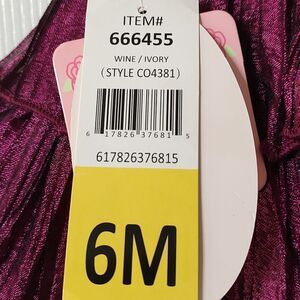 ITEM#
666455
WINE / IVORY
(STYLE CO4381)
6 17826 37681 5
617826376815
6M